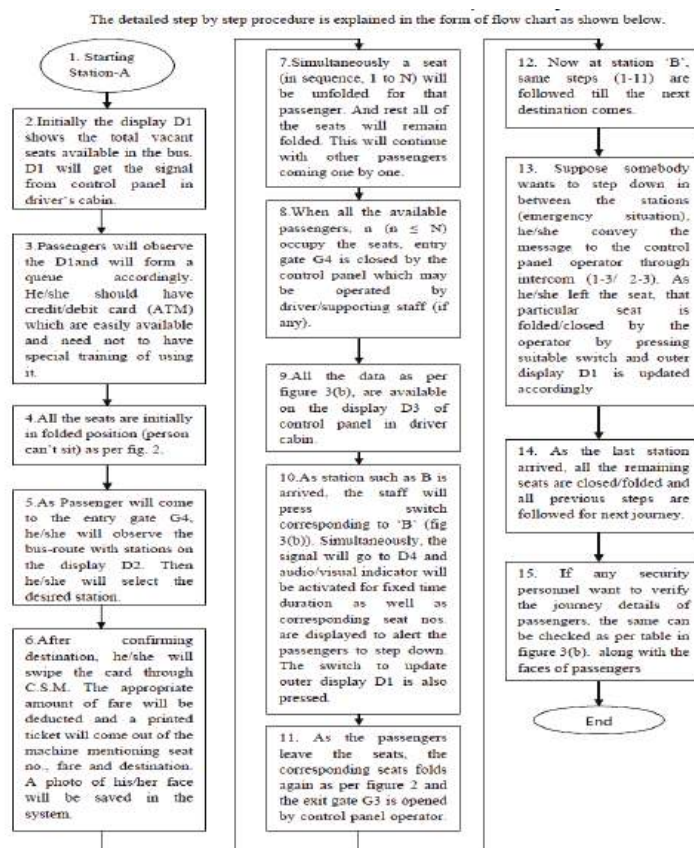 The detailed step by step procedure is explained in the form of flow chart as shown below.
1. Starting
Station-A
2.Initially the display D1
shows the total vacant
seats available in the bus.
D1 will get the signal
from control panel in
driver's cabin.
3.Passengers will observe
the D1and will form a
queue accordingly.
He/she should have
credit/debit card (ATM)
which are easily available
and need not to have
special training of using
it.
4.All the seats are initially
in folded position (person
can't sit) as per fig. 2.
5.As Passenger will come
to the entry gate G4,
he/she will observe the
bus-route with stations on
the display D2. Then
he/she will select the
desired station.
6.After confirming
destination, he/she will
swipe the card through
C.S.M. The appropriate
amount of fare will be
deducted and a printed
ticket will come out of the
machine mentioning seat
no., fare and destination.
A photo of his/her face
will be saved in the
system.
7.Simultaneously a seat
(in sequence, 1 to N) will
be unfolded for that
passenger. And rest all of
the seats will remain
folded. This will continue
with other passengers
coming one by one.
8.When all the available
passengers, n (n ≤ N)
occupy the seats, entry
gate G4 is closed by the
control panel which may
be operated by
driver/supporting staff (if
any).
9.All the data as per
figure 3(b), are available
on the display D3 of
control panel in driver
cabin.
10.As station such as B is
arrived, the staff will
press switch
corresponding to 'B' (fig
3(b)). Simultaneously, the
signal will go to D4 and
audio/visual indicator will
be activated for fixed time
duration as well as
corresponding seat nos.
are displayed to alert the
passengers to step down.
The switch to update
outer display D1 is also
pressed.
11. As the passengers
leave the seats, the
corresponding seats folds
again as per figure 2 and
the exit gate G3 is opened
by control panel operator.
12. Now at station 'B',
same steps (1-11) are
followed till the next
destination comes.
13. Suppose somebody
wants to step down in
between the stations
(emergency situation),
he/she convey the
message to the control
panel operator through
intercom (1-3/ 2-3). As
he/she left the seat, that
particular seat is
folded/closed by the
operator by pressing
suitable switch and outer
display D1 is updated
accordingly
14. As the last station
arrived, all the remaining
seats are closed/folded and
all previous steps are
followed for next journey.
15. If any security
personnel want to verify
the journey details of
passengers, the same can
be checked as per table in
figure 3(b). along with the
faces of passengers
End